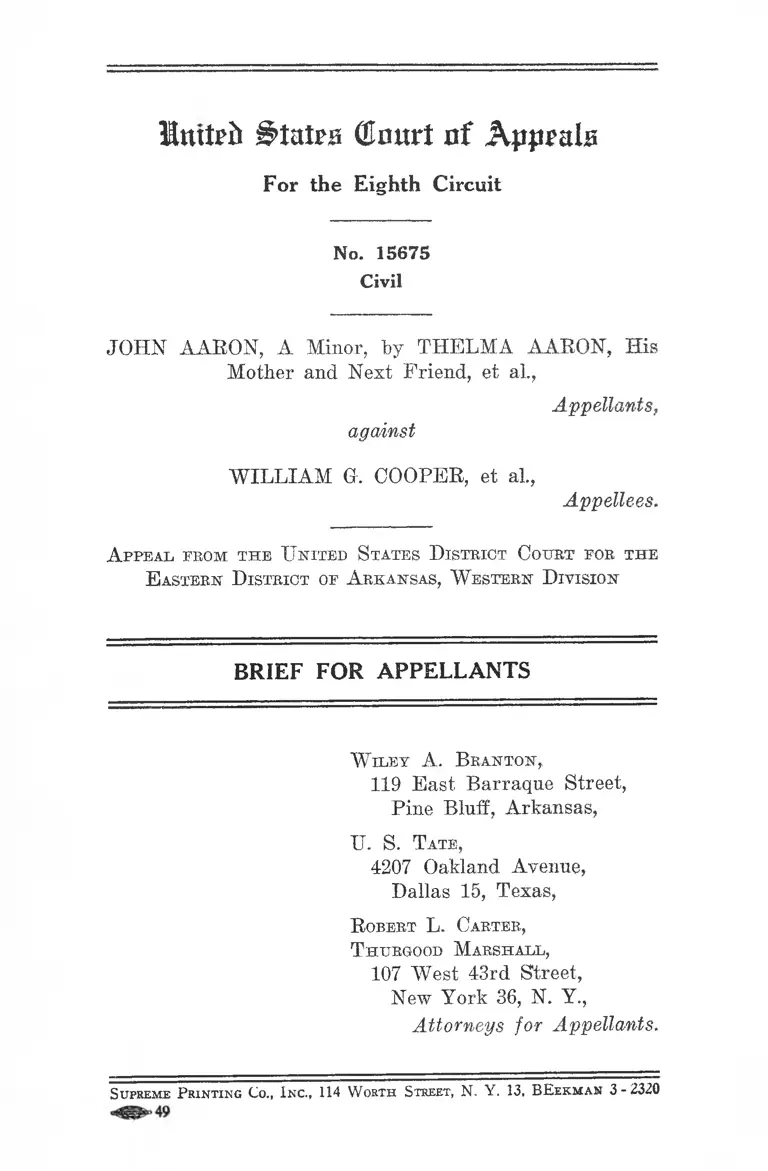 United States Court of Appeals
For the Eighth Circuit
No. 15675
Civil
JOHN AARON, A Minor, by THELMA AARON, His
Mother and Next Friend, et al.,
Appellants,
against
WILLIAM G. COOPER, et al.,
Appellees.
APPEAL FROM THE UNITED STATES DISTRICT COURT FOR THE
EASTERN DISTRICT OF ARKANSAS, WESTERN DIVISION
BRIEF FOR APPELLANTS
WILEY A. BRANTON,
119 East Barraque Street,
Pine Bluff, Arkansas,
U. S. TATE,
4207 Oakland Avenue,
Dallas 15, Texas,
ROBERT L. CARTER,
THURGOOD MARSHALL,
107 West 43rd Street,
New York 36, N. Y.,
Attorneys for Appellants.
SUPREME PRINTING CO., INC., 114 WORTH STREET, N. Y. 13, BEEKMAN 3 - 2320
49